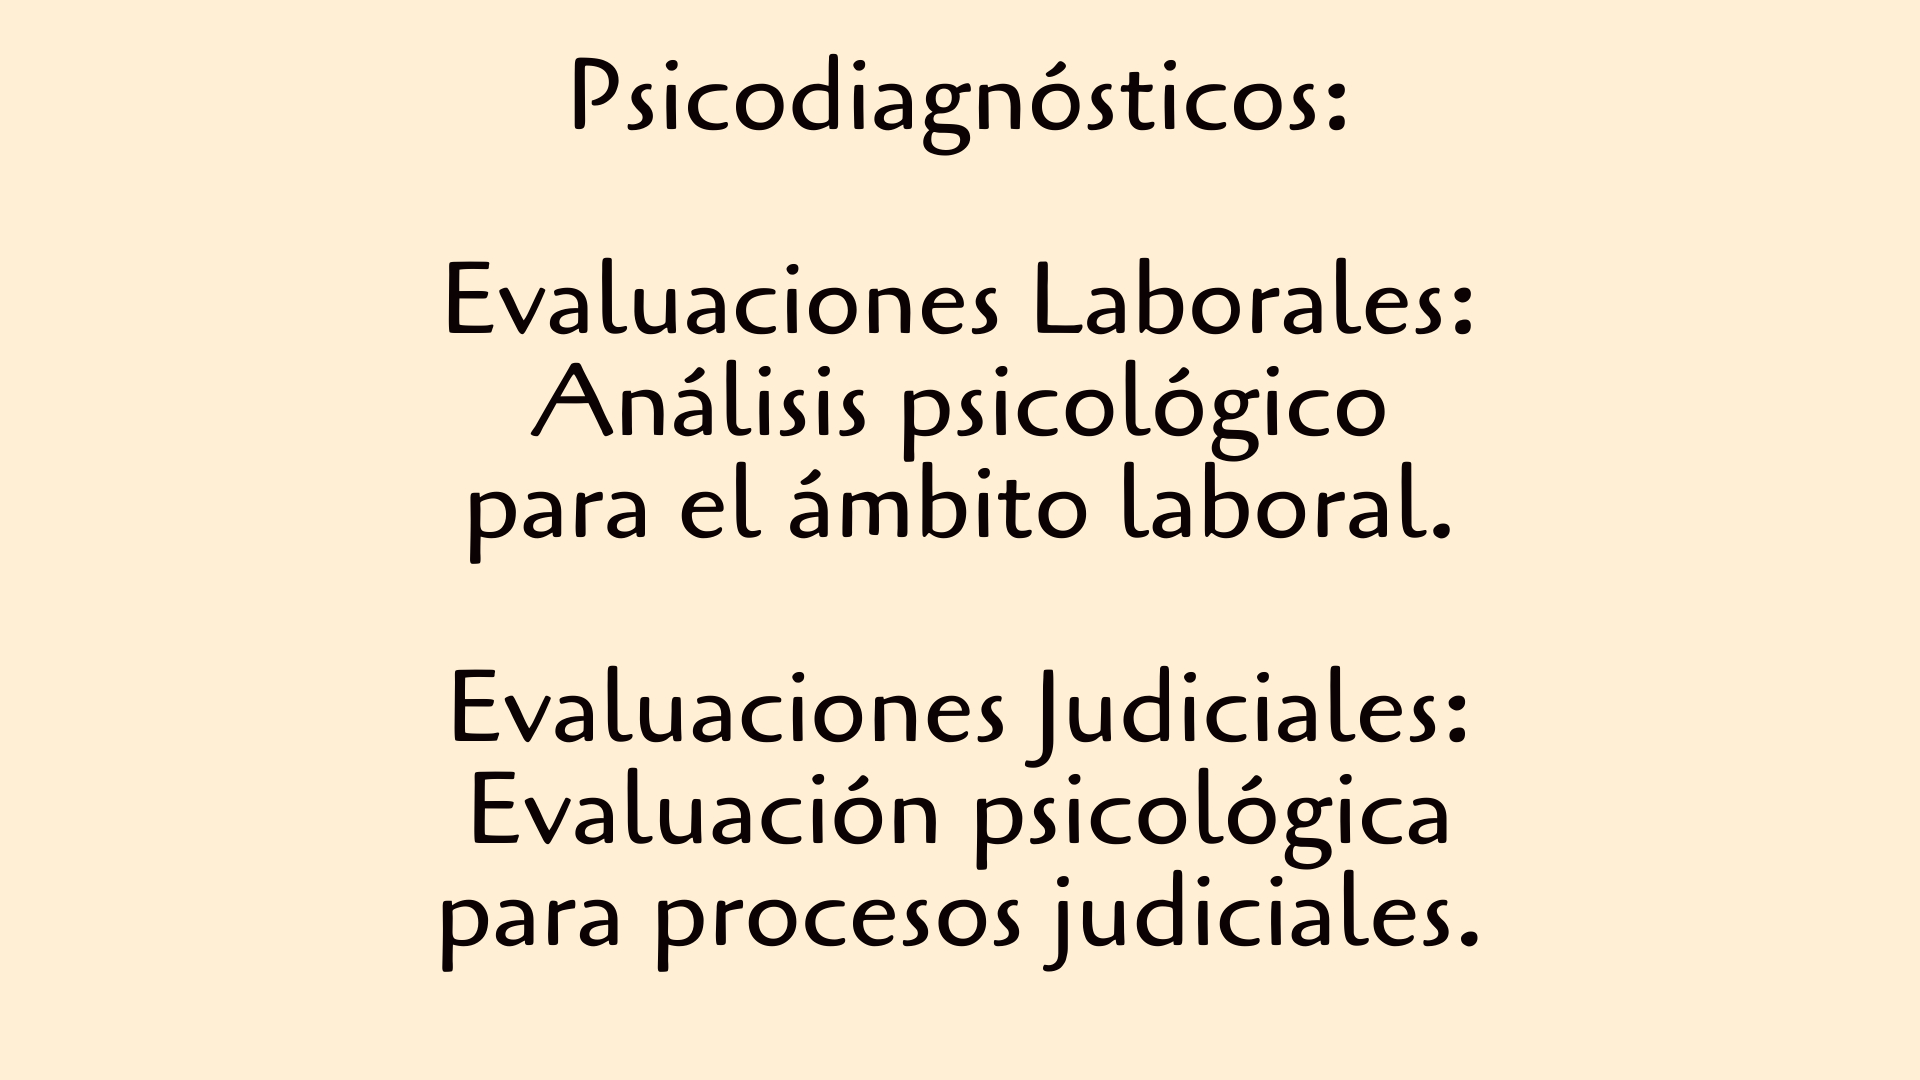 Psicodiagnósticos:
Evaluaciones Laborales:
Análisis psicológico
para el ámbito laboral.
Evaluaciones Judiciales:
Evaluación psicológica
para procesos judiciales.